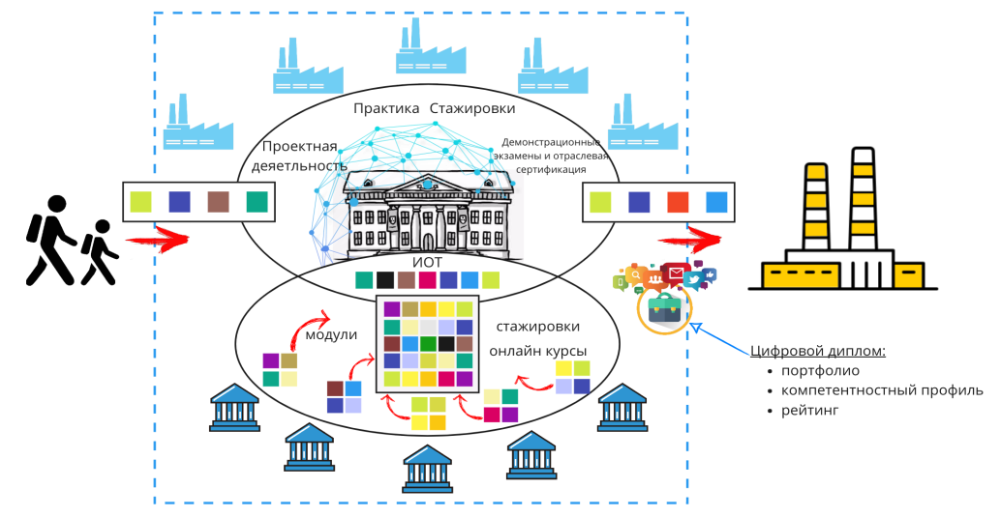 Практика Стажировки
Проектная
деяетльность
Демонстрационные
экзамены и отраслевая
сертификация
ИОТ
модули
стажировки
онлайн курсы
Цифровой диплом:
• портфолио
• компетентностный профиль
• рейтинг